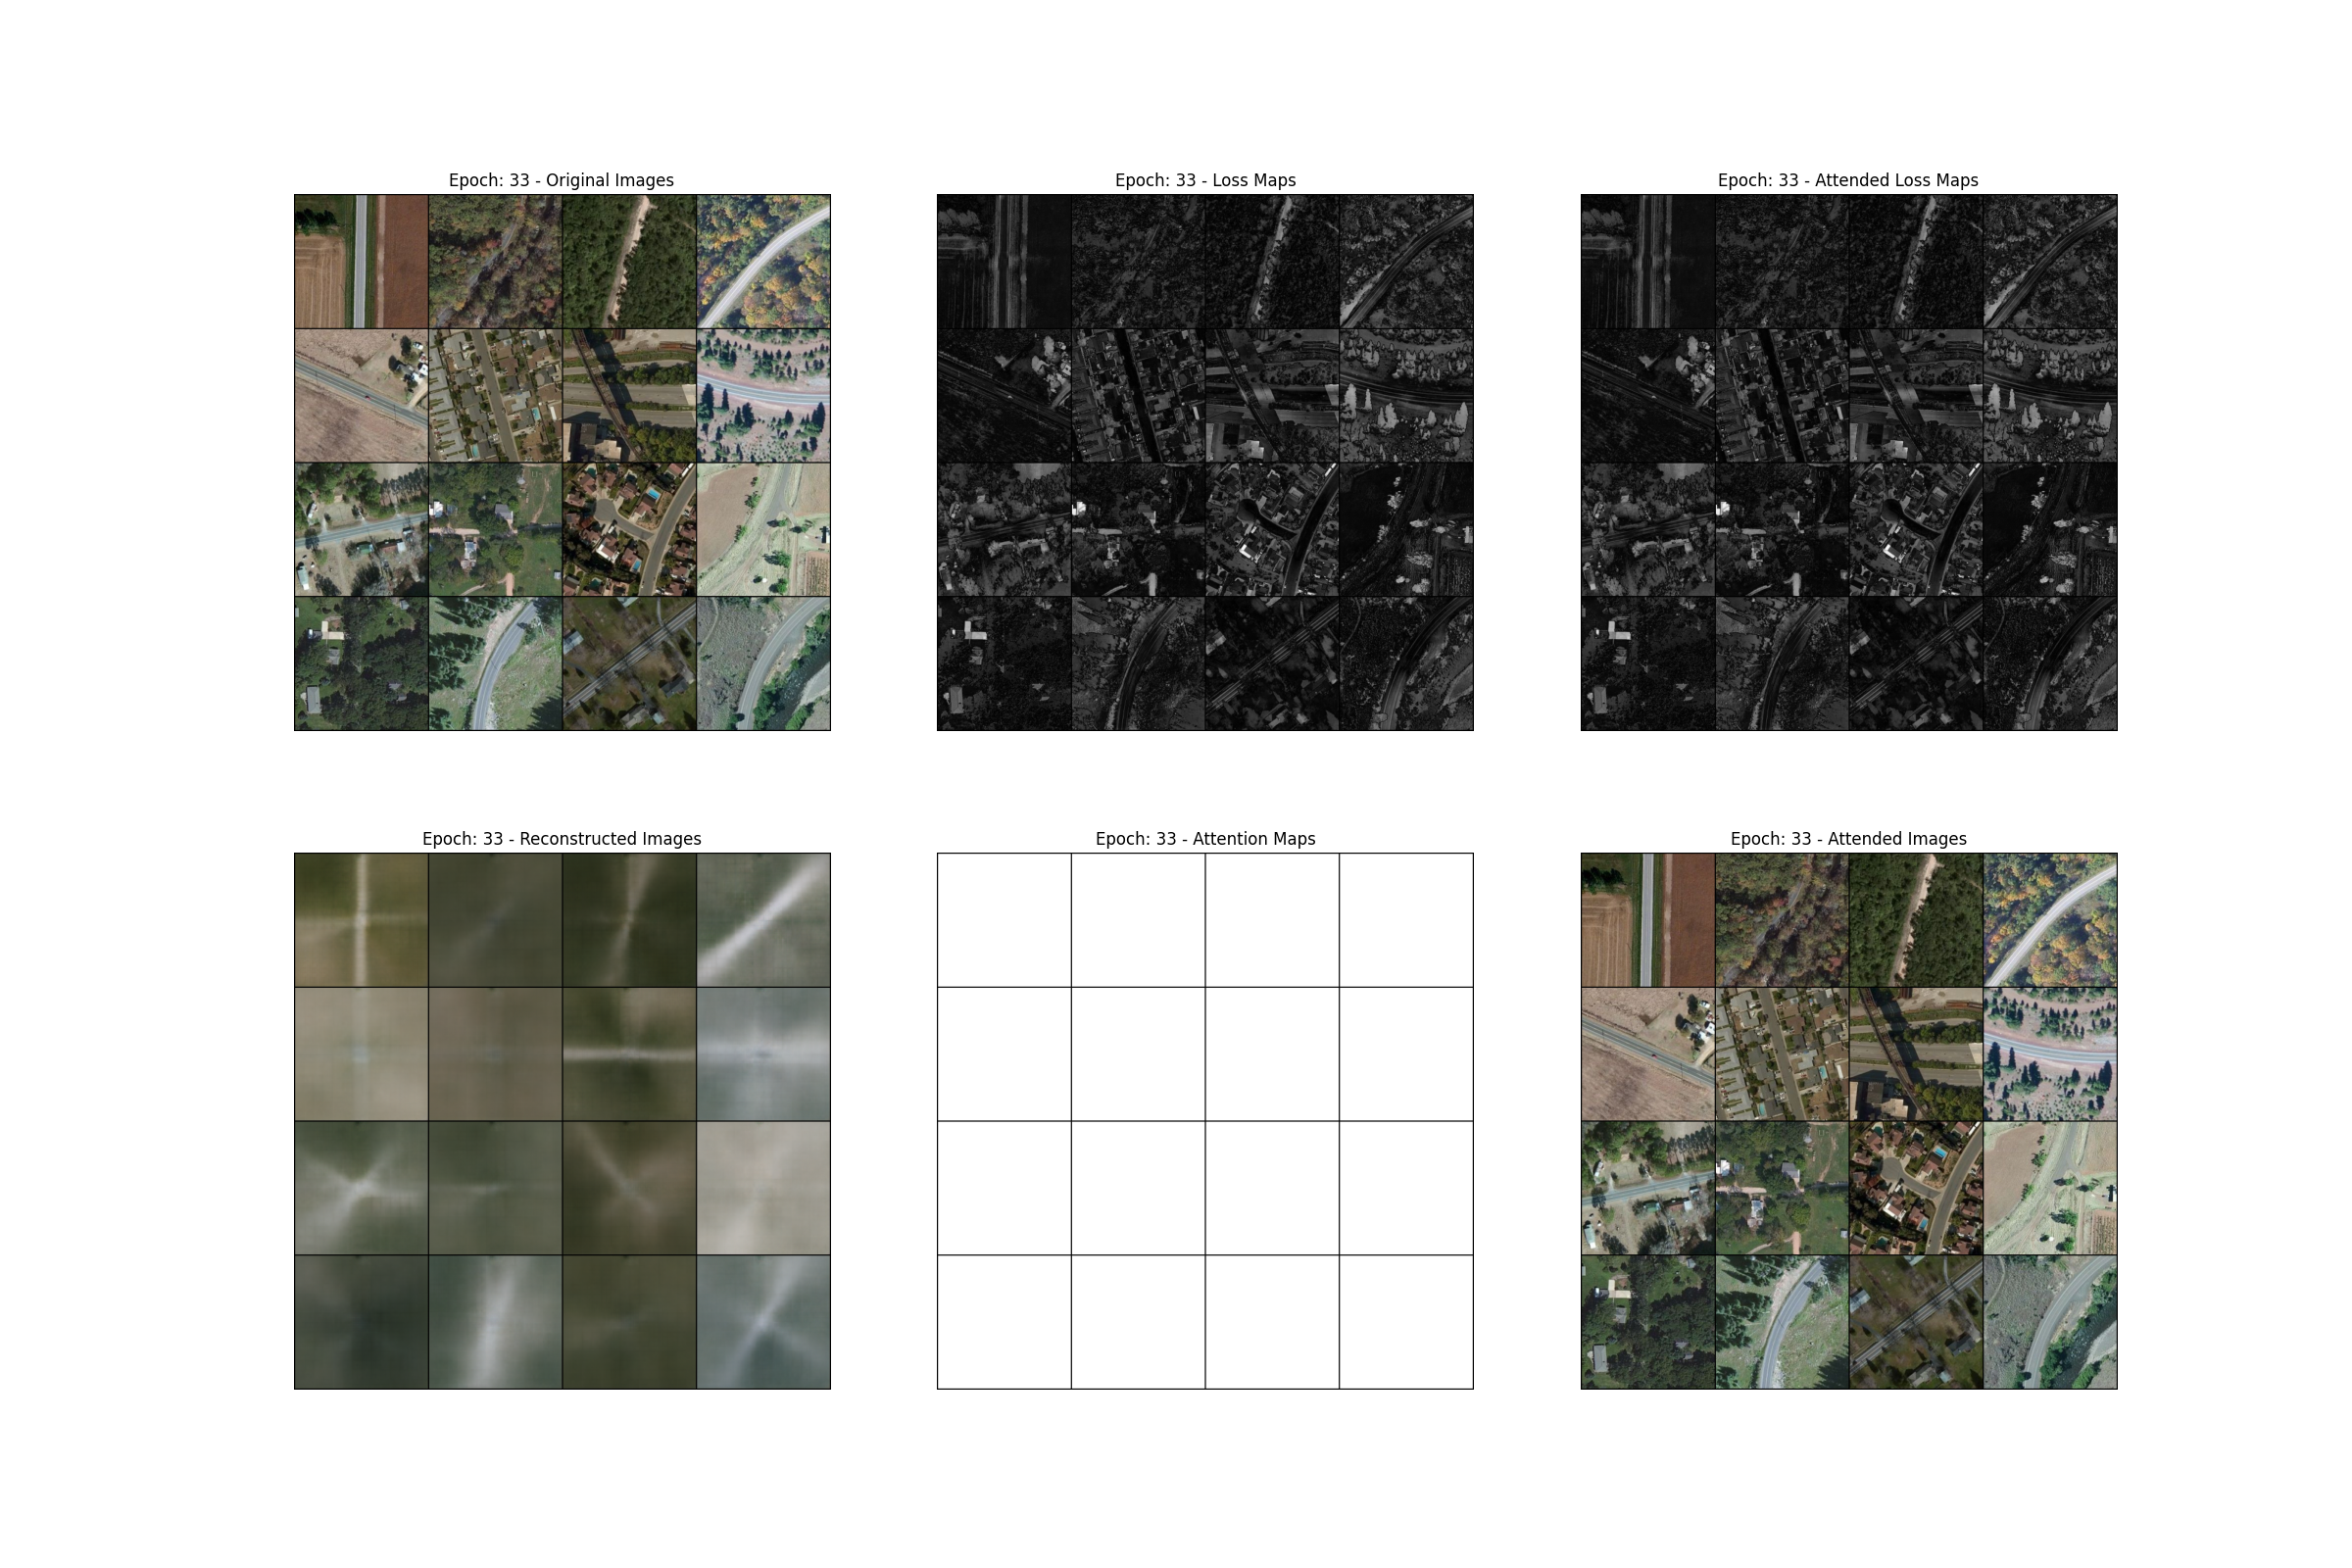 Epoch: 33 - Original Images
Epoch: 33 - Loss Maps
Epoch: 33 - Attended Loss Maps
Epoch: 33 - Reconstructed Images
Epoch: 33 - Attention Maps
Epoch: 33 - Attended Images